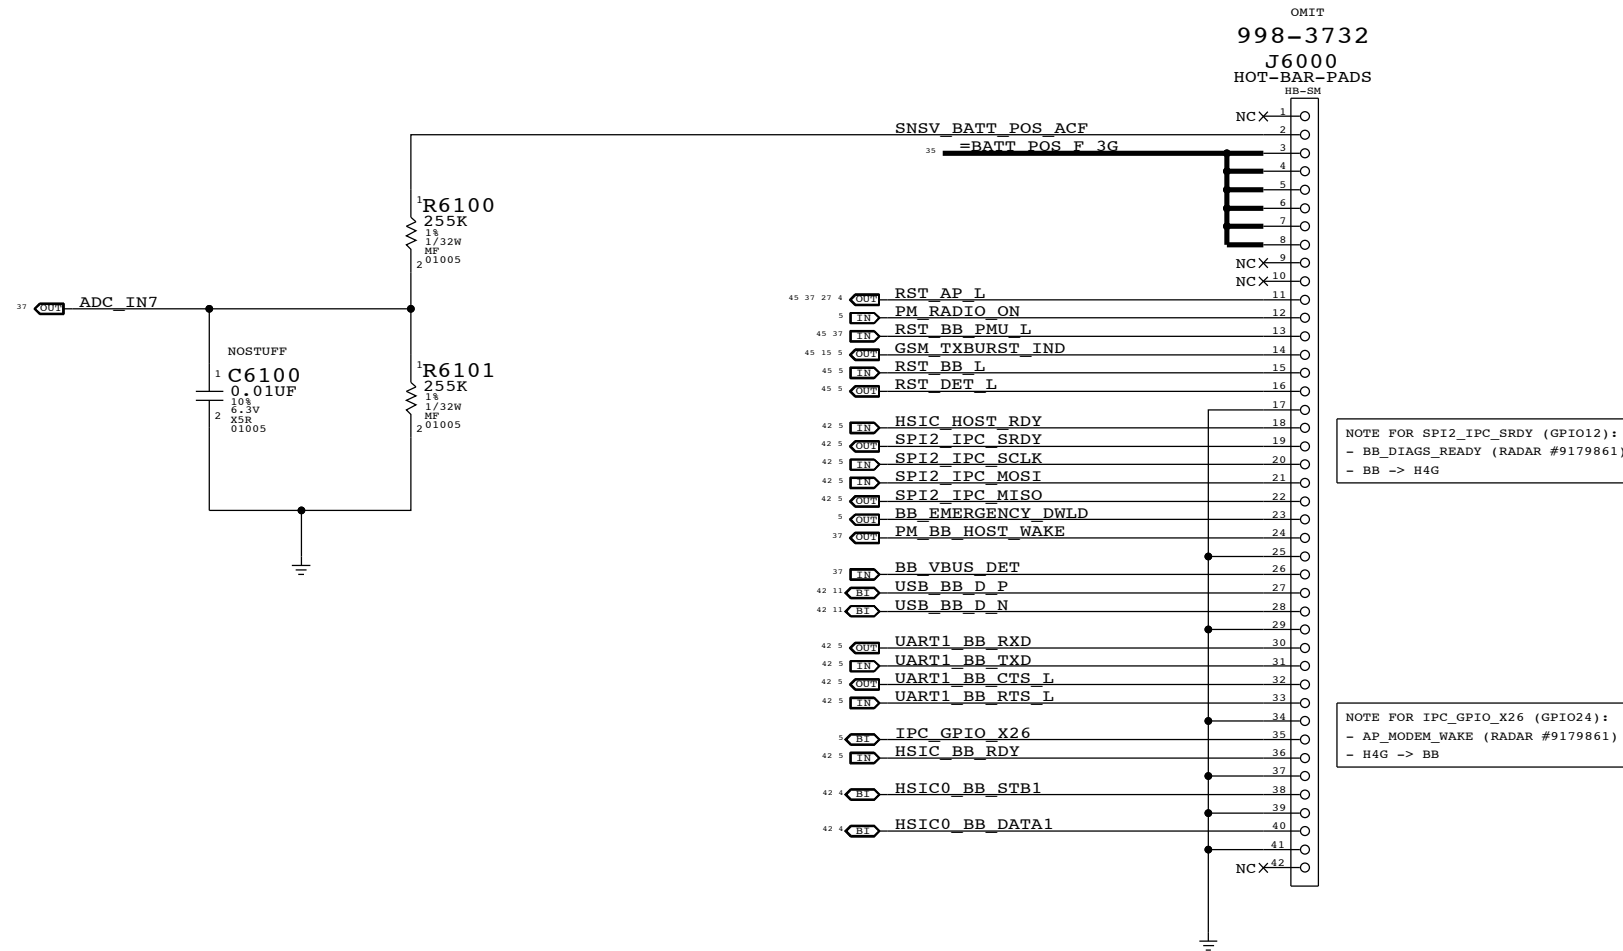 OMIT
998-3732
J6000
HOT-BAR-PADS
HB-SM
NC 1
SNSV_BATT_POS_ACF 2
35 =BATT_POS_F_3G 3
4
5
6
7
8
NC 9
NC 10
1 R6100
255K
1%
1/32W
MF
2 01005
37 OUT ADC_IN7
NOSTUFF
1 C6100
0.01UF
10%
6.3V
2 X5R
01005
1 R6101
255K
1%
1/32W
MF
2 01005
45 37 27 4 OUT RST_AP_L 11
5 IN PM_RADIO_ON 12
45 37 IN RST_BB_PMU_L 13
45 15 5 OUT GSM_TXBURST_IND 14
45 5 IN RST_BB_L 15
45 5 OUT RST_DET_L 16
17
42 5 IN HSIC_HOST_RDY 18
42 5 OUT SPI2_IPC_SRDY 19
42 5 IN SPI2_IPC_SCLK 20
42 5 IN SPI2_IPC_MOSI 21
42 5 OUT SPI2_IPC_MISO 22
5 OUT BB_EMERGENCY_DWLD 23
37 OUT PM_BB_HOST_WAKE 24
25
37 IN BB_VBUS_DET 26
42 11 BI USB_BB_D_P 27
42 11 BI USB_BB_D_N 28
29
42 5 OUT UART1_BB_RXD 30
42 5 IN UART1_BB_TXD 31
42 5 OUT UART1_BB_CTS_L 32
42 5 IN UART1_BB_RTS_L 33
34
5 BI IPC_GPIO_X26 35
42 5 IN HSIC_BB_RDY 36
37
42 4 BI HSIC0_BB_STB1 38
39
42 4 BI HSIC0_BB_DATA1 40
41
NC 42
NOTE FOR SPI2_IPC_SRDY (GPIO12):
- BB_DIAGS_READY (RADAR #9179861)
- BB -> H4G
NOTE FOR IPC_GPIO_X26 (GPIO24):
- AP_MODEM_WAKE (RADAR #9179861)
- H4G -> BB